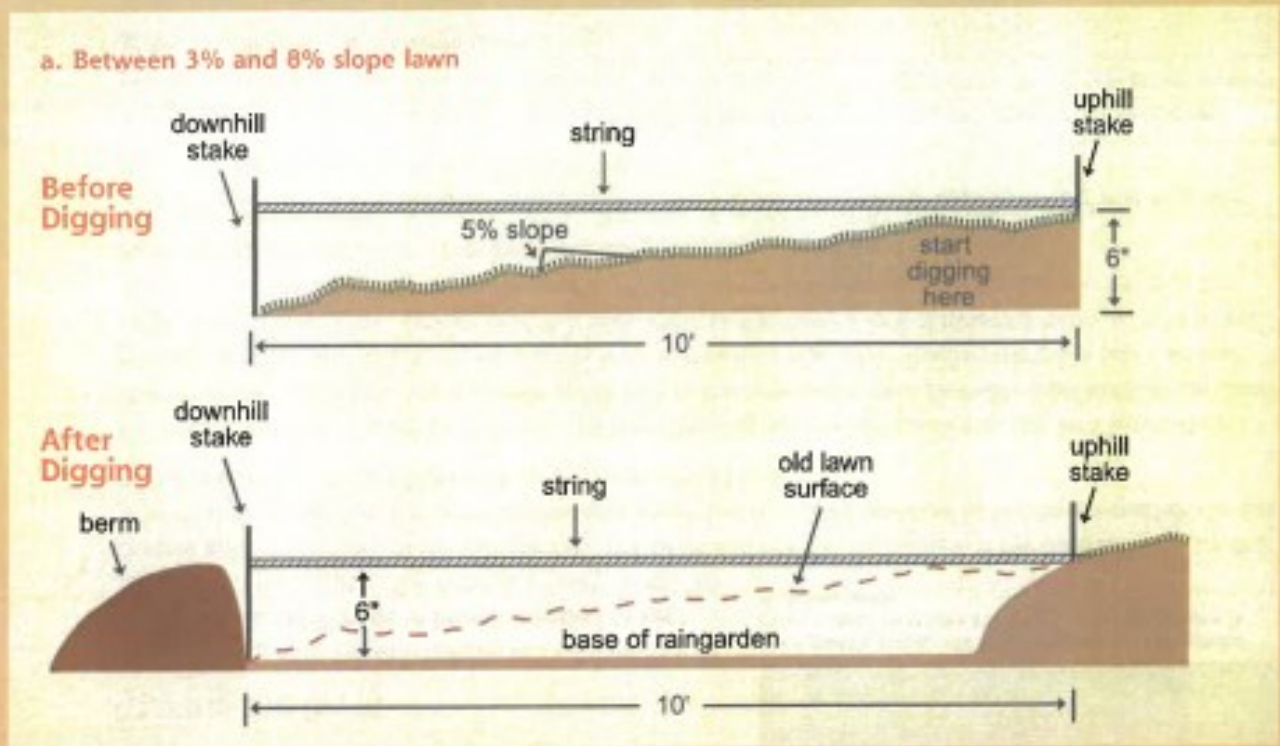 a. Between 3% and 8% slope lawn
Before
Digging
downhill
stake
string
uphill
stake
5% slope
start
digging
here
6"
10'
After
Digging
berm
downhill
stake
string
old lawn
surface
uphill
stake
6"
base of raingarden
10'